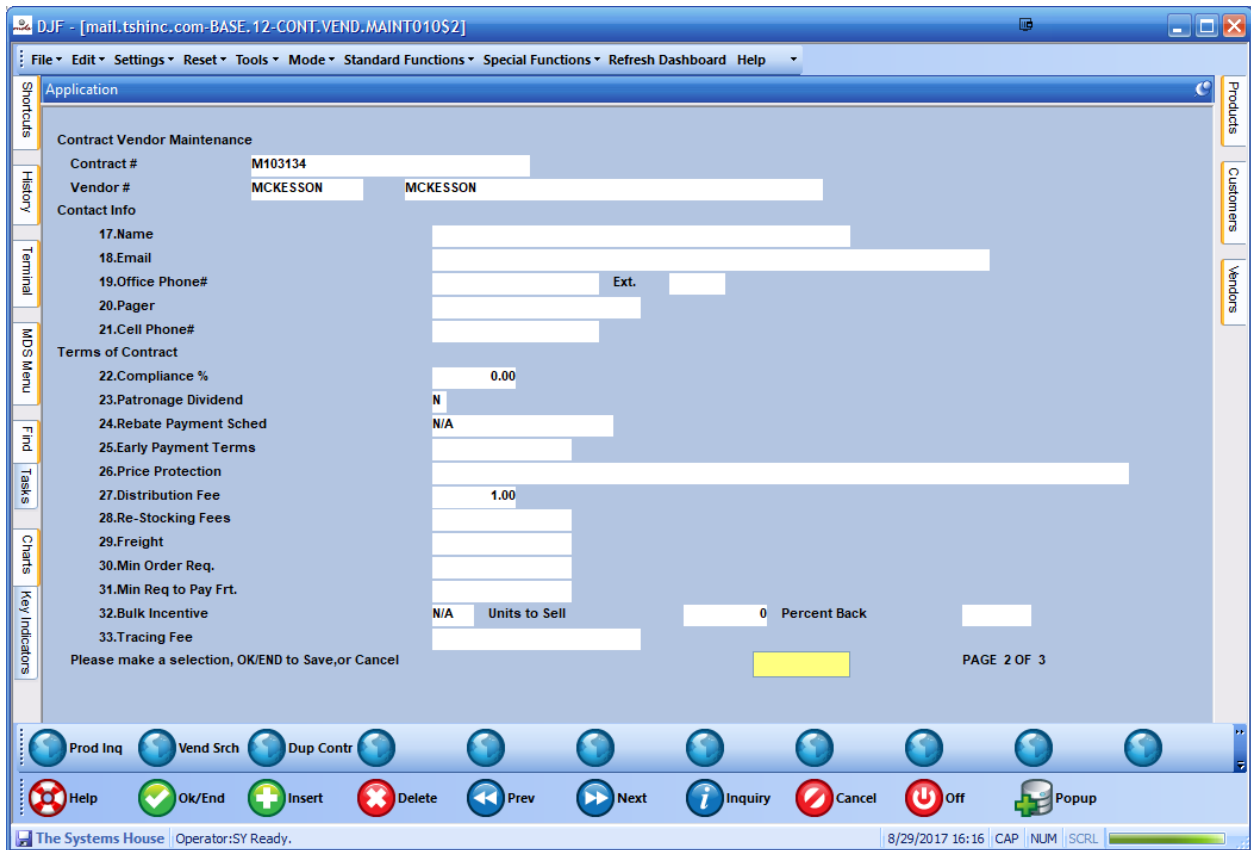 DJF - [mail.tshinc.com-BASE.12-CONT.VEND.MAINT010$2]
File Edit Settings Reset Tools Mode Standard Functions Special Functions Refresh Dashboard Help
Application
Shortcuts
History
Terminal
MDS Menu
Find
Tasks
Charts
Key Indicators
Products
Customers
Vendors
Contract Vendor Maintenance
Contract # M103134
Vendor # MCKESSON MCKESSON
Contact Info
17.Name
18.Email
19.Office Phone# Ext.
20.Pager
21.Cell Phone#
Terms of Contract
22.Compliance % 0.00
23.Patronage Dividend N
24.Rebate Payment Sched N/A
25.Early Payment Terms
26.Price Protection
27.Distribution Fee 1.00
28.Re-Stocking Fees
29.Freight
30.Min Order Req.
31.Min Req to Pay Frt.
32.Bulk Incentive N/A Units to Sell 0 Percent Back
33.Tracing Fee
Please make a selection, OK/END to Save,or Cancel PAGE 2 OF 3
Prod Inq Vend Srch Dup Contr
Help Ok/End Insert Delete Prev Next Inquiry Cancel Off Popup
The Systems House Operator:SY Ready. 8/29/2017 16:16 CAP NUM SCRL